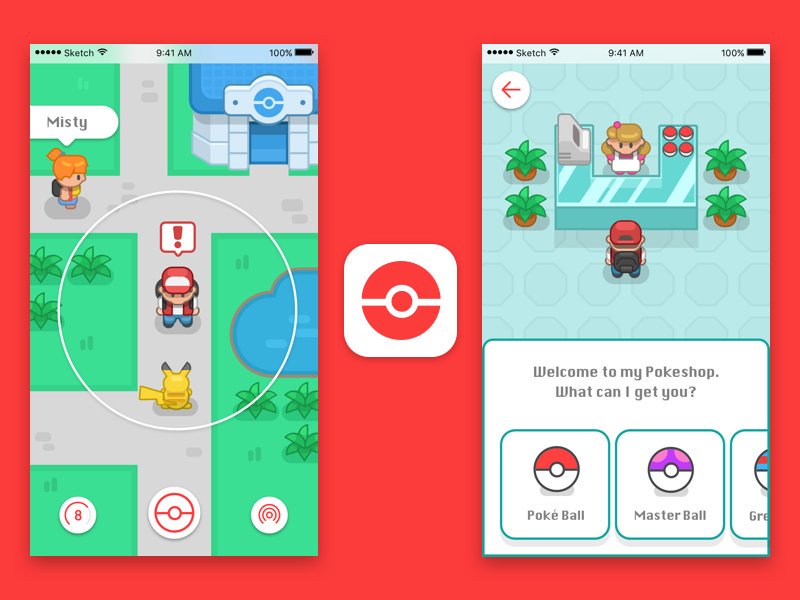 Sketch 9:41 AM 100%
Misty
!
8
Sketch 9:41 AM 100%
Welcome to my Pokeshop.
What can I get you?
Poké Ball
Master Ball
Gre